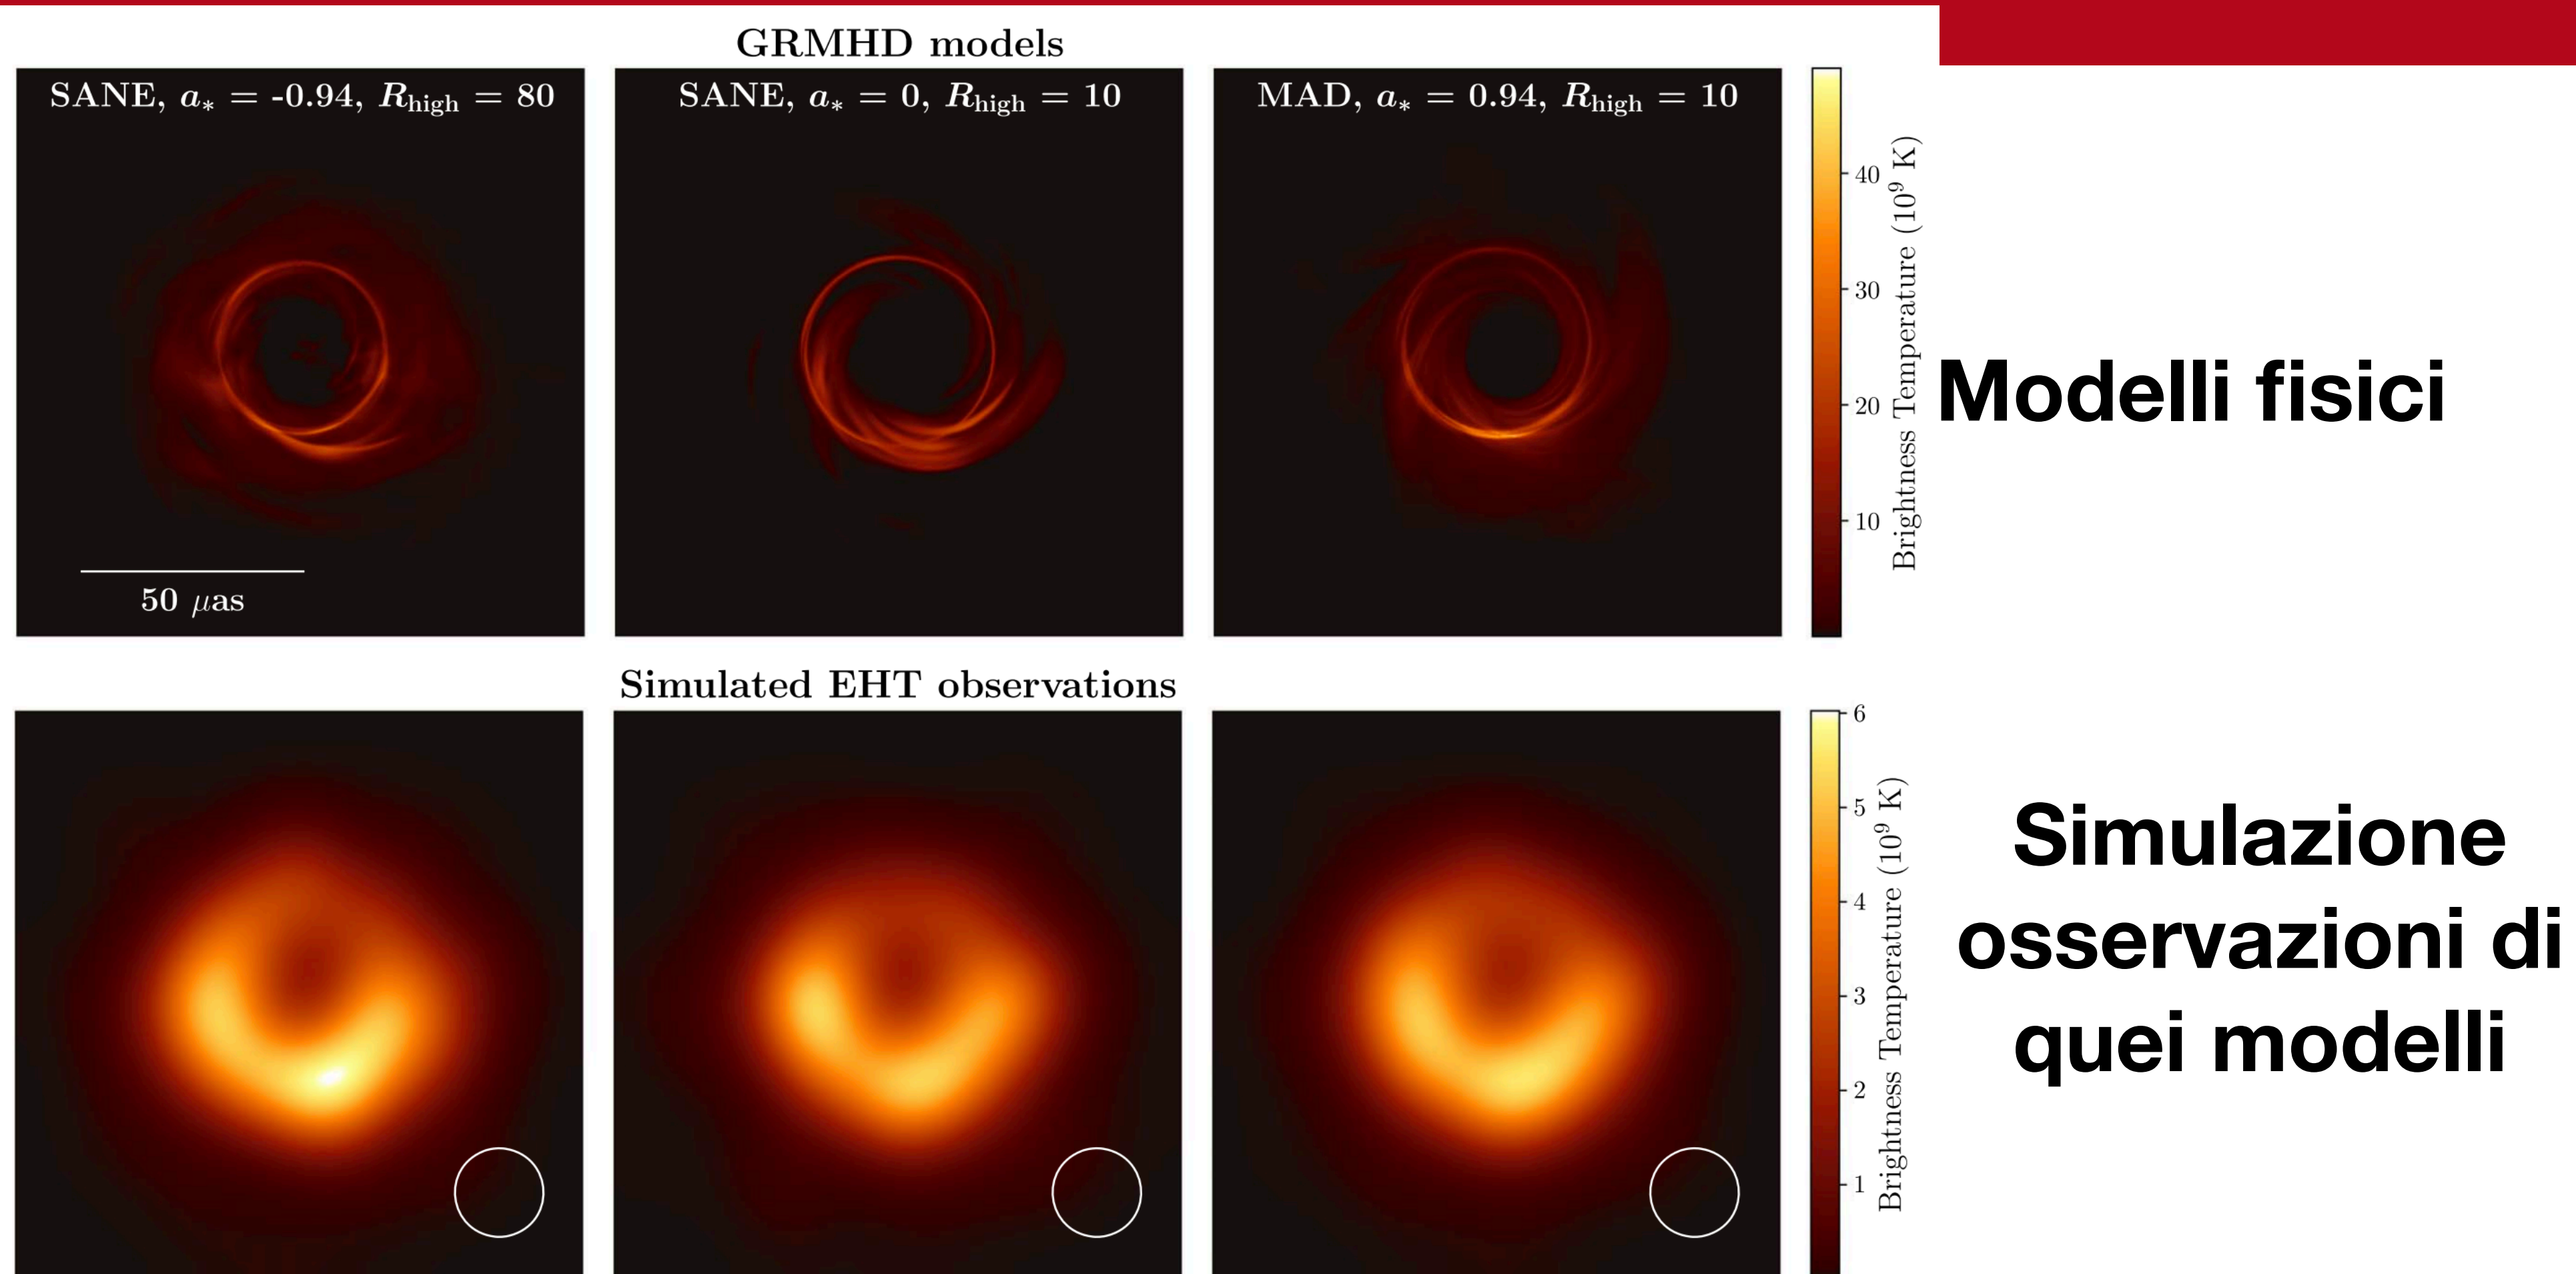 GRMHD models
SANE, a* = -0.94, Rhigh = 80
SANE, a* = 0, Rhigh = 10
MAD, a* = 0.94, Rhigh = 10
50 μas
40
30
20
10
Brightness Temperature (10⁹ K)
Modelli fisici
Simulated EHT observations
6
5
4
3
2
1
Brightness Temperature (10⁹ K)
Simulazione
osservazioni di
quei modelli